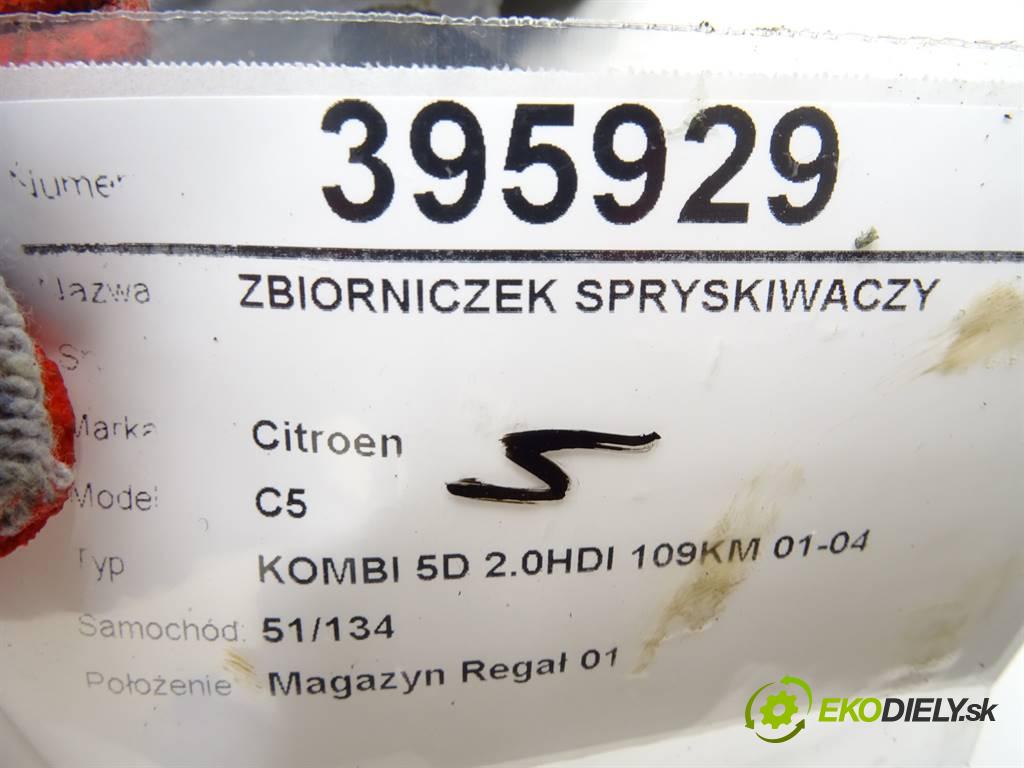 Numer 395929
Nazwa ZBIORNICZEK SPRYSKIWACZY
Marka Citroen
Model C5
Typ KOMBI 5D 2.0HDI 109KM 01-04
Samochód: 51/134
Położenie Magazyn Regał 01
EKODIELY.sk